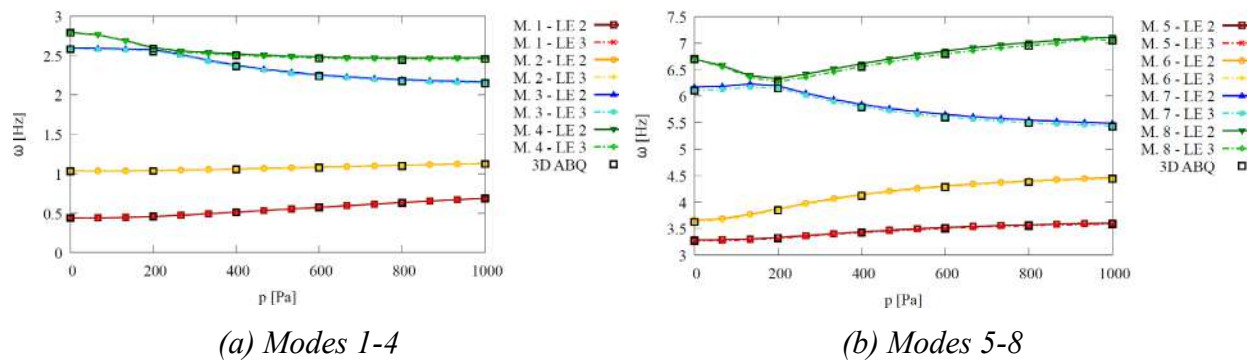 3
2.5
2
1.5
1
0.5
0
ω [Hz]
0 200 400 600 800 1000
p [Pa]
M. 1 - LE 2
M. 1 - LE 3
M. 2 - LE 2
M. 2 - LE 3
M. 3 - LE 2
M. 3 - LE 3
M. 4 - LE 2
M. 4 - LE 3
3D ABQ
(a) Modes 1-4
7.5
7
6.5
6
5.5
5
4.5
4
3.5
3
ω [Hz]
0 200 400 600 800 1000
p [Pa]
M. 5 - LE 2
M. 5 - LE 3
M. 6 - LE 2
M. 6 - LE 3
M. 7 - LE 2
M. 7 - LE 3
M. 8 - LE 2
M. 8 - LE 3
3D ABQ
(b) Modes 5-8